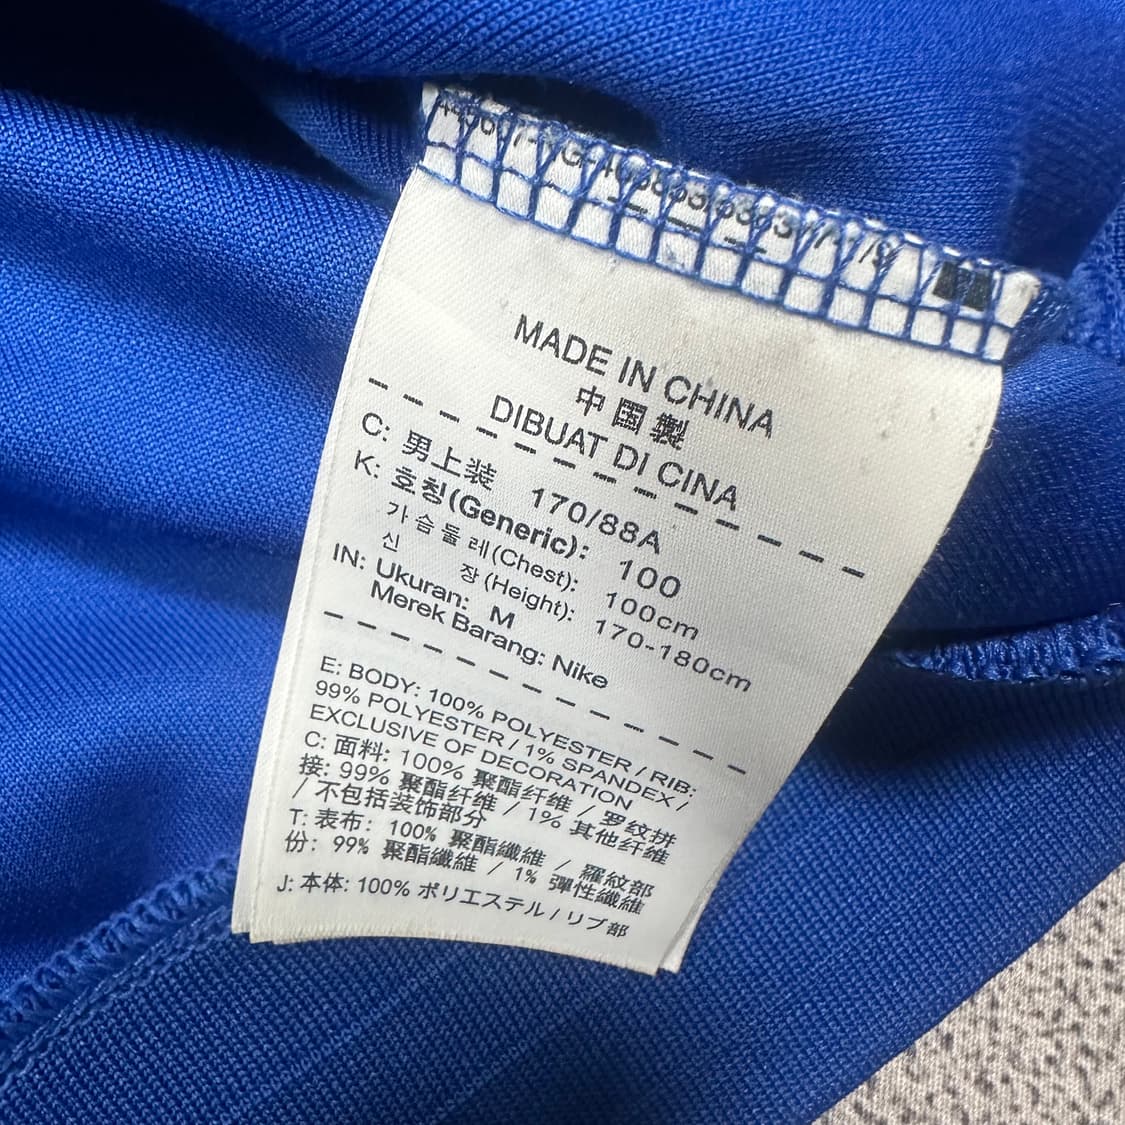 MADE IN CHINA
中国製
DIBUAT DI CINA
C: 男上装 170/88A
K: 호칭(Generic): 100
가슴둘레(Chest): 100cm
신 장(Height): 170-180cm
IN: Ukuran: M
Merek Barang: Nike
E: BODY: 100% POLYESTER / RIB:
99% POLYESTER / 1% SPANDEX /
EXCLUSIVE OF DECORATION
C: 面料: 100% 聚酯纤维 / 罗纹拼
接: 99% 聚酯纤维 / 1% 其他纤维
/ 不包括装饰部分
T: 表布: 100% 聚酯纖維 / 羅紋部
份: 99% 聚酯纖維 / 1% 彈性纖維
J: 本体: 100% ポリエステル / リブ部